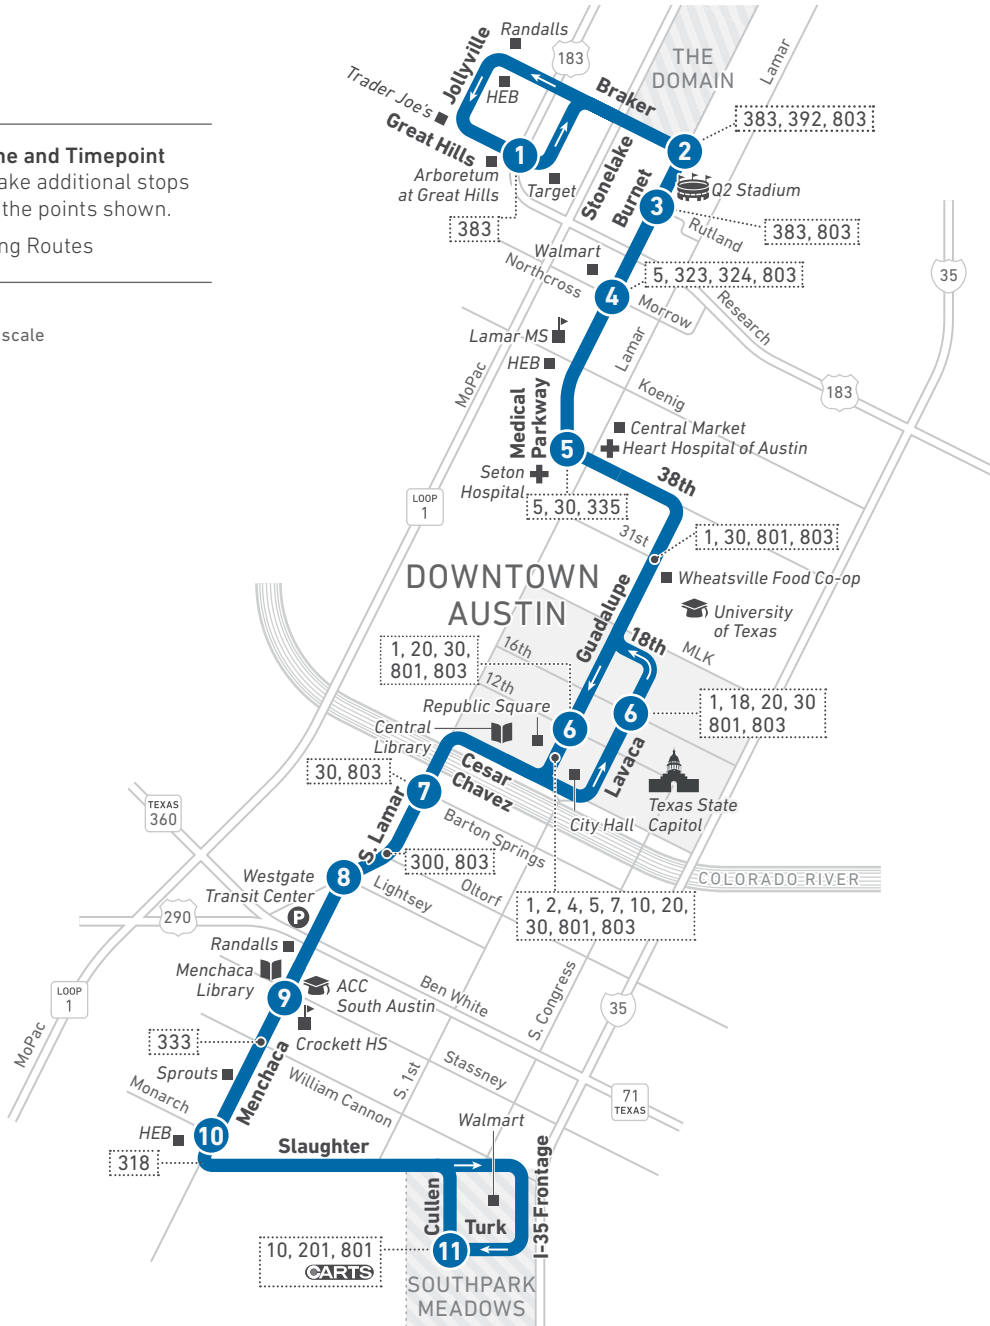 Randalls
Jollyville
183
THE
DOMAIN
Lamar
Trader Joe's
HEB
Braker
Great Hills
383, 392, 803
ne and Timepoint
ake additional stops
the points shown.
ng Routes
scale
1
2
Arboretum
at Great Hills
Target
Stonelake
Burnet
Q2 Stadium
3
383
Rutland
383, 803
Walmart
Northcross
5, 323, 324, 803
4
Morrow
Research
35
Lamar MS
Lamar
HEB
MoPac
Koenig
183
Medical
Parkway
Central Market
Heart Hospital of Austin
5
Seton
Hospital
38th
LOOP
1
5, 30, 335
31st
1, 30, 801, 803
DOWNTOWN
AUSTIN
Wheatsville Food Co-op
Guadalupe
University
of Texas
1, 20, 30,
801, 803
16th
18th
MLK
12th
Republic Square
6
6
1, 18, 20, 30
801, 803
Central
Library
Cesar
Chavez
Lavaca
30, 803
7
Texas State
Capitol
TEXAS
360
S. Lamar
Barton Springs
City Hall
300, 803
Westgate
Transit Center
8
Lightsey
Oltorf
COLORADO RIVER
P
290
1, 2, 4, 5, 7, 10, 20,
30, 801, 803
Randalls
Menchaca
Library
9
ACC
South Austin
Ben White
S. Congress
LOOP
1
35
Crockett HS
333
MoPac
Sprouts
Menchaca
William Cannon
Stassney
S. 1st
Monarch
71
TEXAS
HEB
10
Walmart
Slaughter
318
I-35 Frontage
Cullen
Turk
10, 201, 801
CARTS
11
SOUTHPARK
MEADOWS